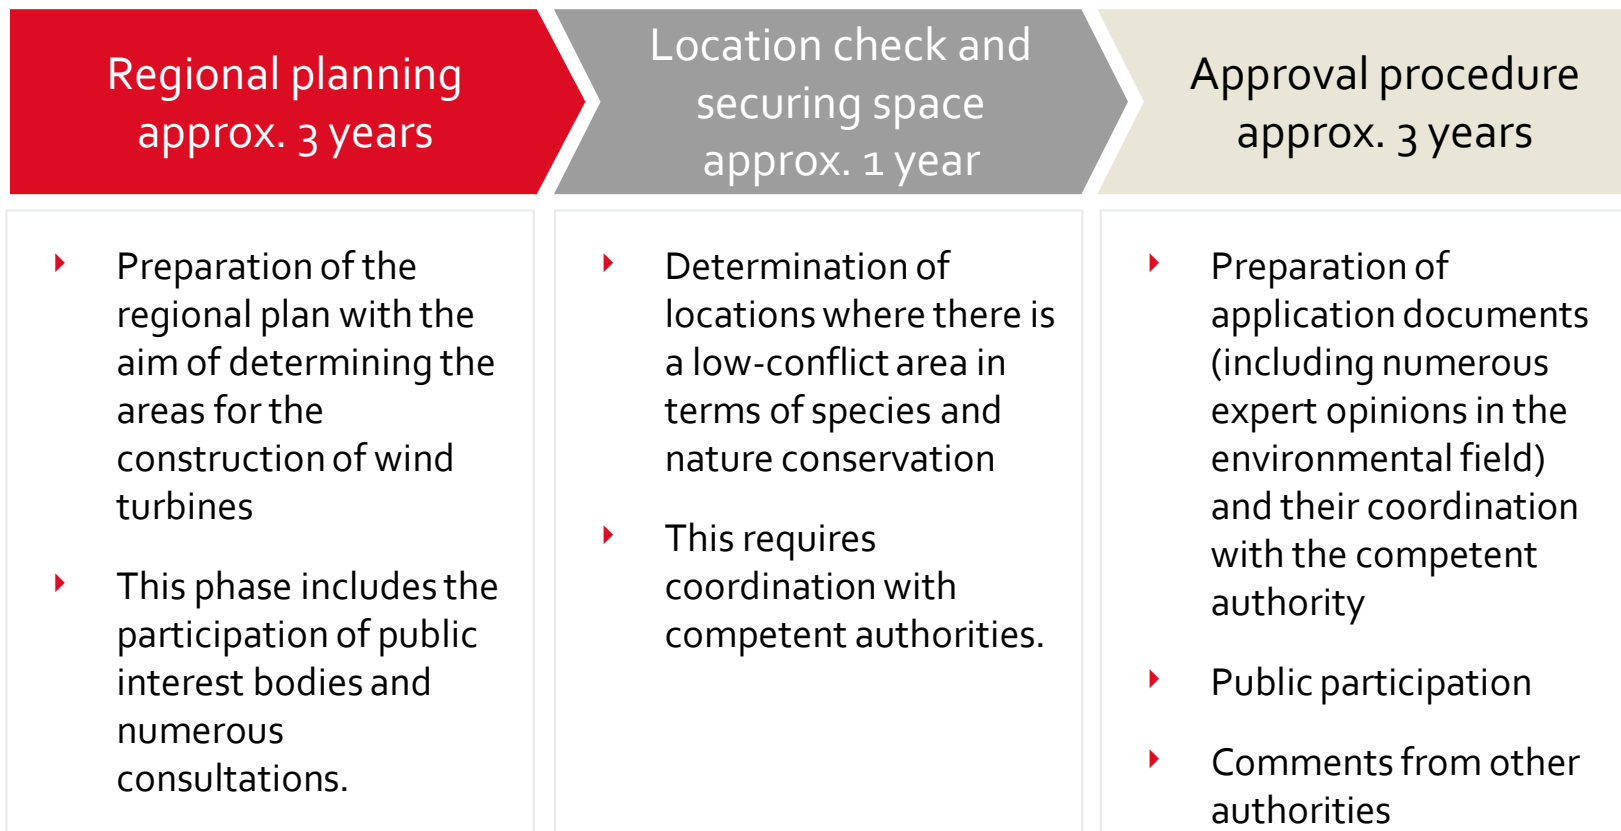 Regional planning
approx. 3 years
Location check and
securing space
approx. 1 year
Approval procedure
approx. 3 years
Preparation of the
regional plan with the
aim of determining the
areas for the
construction of wind
turbines
This phase includes the
participation of public
interest bodies and
numerous
consultations.
Determination of
locations where there is
a low-conflict area in
terms of species and
nature conservation
This requires
coordination with
competent authorities.
Preparation of
application documents
(including numerous
expert opinions in the
environmental field)
and their coordination
with the competent
authority
Public participation
Comments from other
authorities